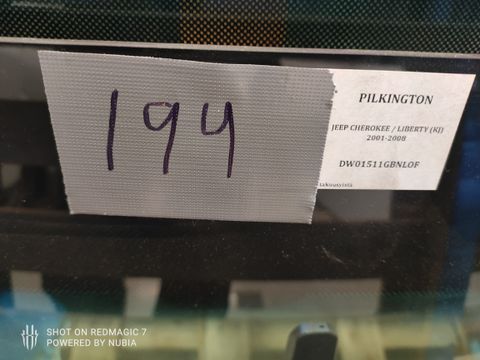 194
PILKINGTON
JEEP CHEROKEE / LIBERTY (KJ)
2001-2008
DW01511GBNLOF
SHOT ON REDMAGIC 7
POWERED BY NUBIA